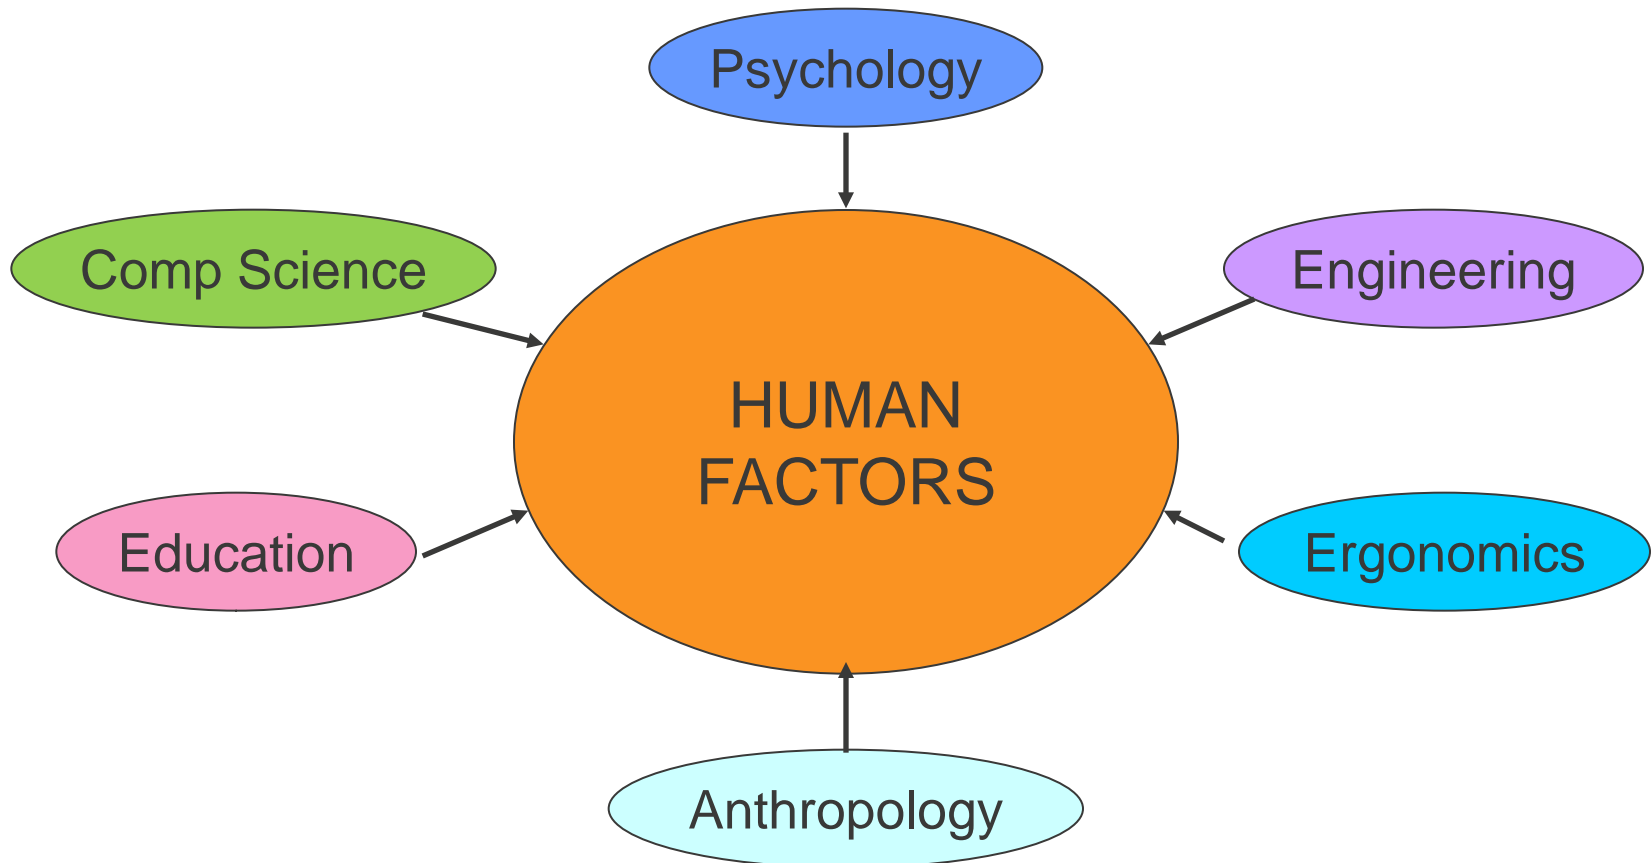 Psychology
Comp Science
Engineering
HUMAN
FACTORS
Education
Ergonomics
Anthropology